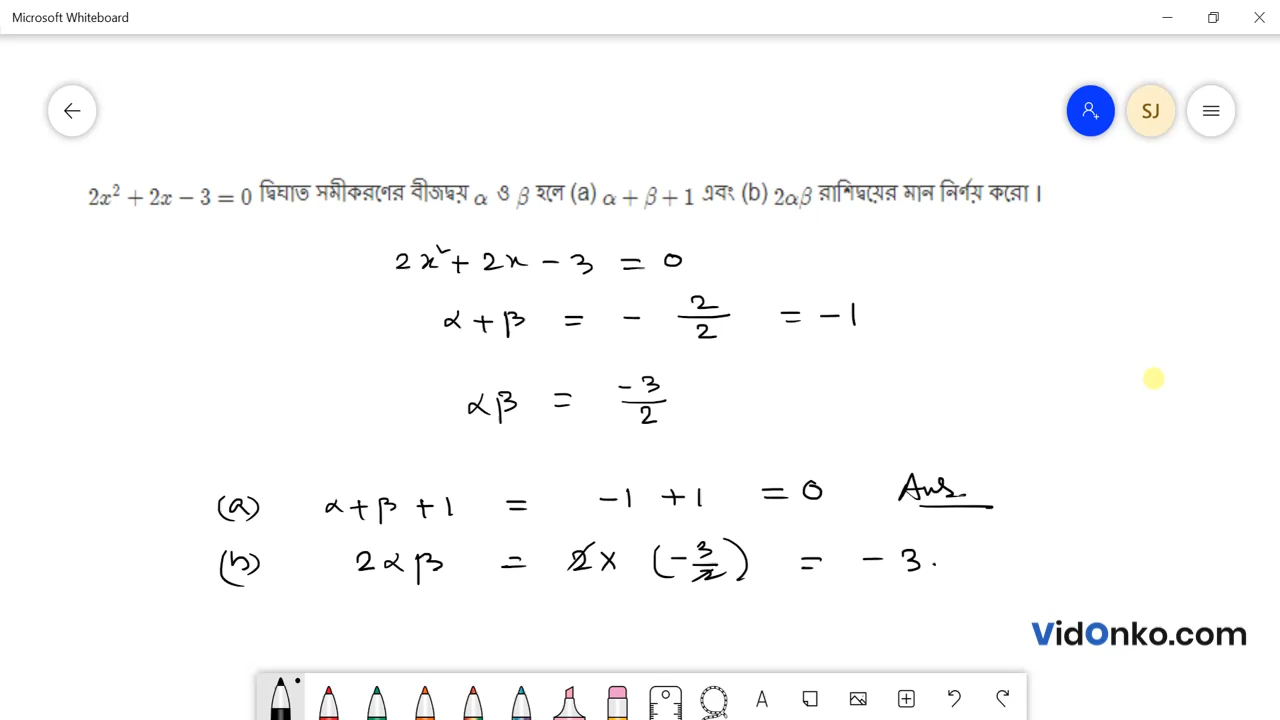 Microsoft Whiteboard
SJ
2x² + 2x − 3 = 0 দ্বিঘাত সমীকরণের বীজদ্বয় α ও β হলে (a) α + β + 1 এবং (b) 2αβ রাশিদ্বয়ের মান নির্ণয় করো ।
2x² + 2x − 3 = 0
α + β = − 2/2 = −1
αβ = −3/2
(a) α + β + 1 = −1 + 1 = 0 Ans
(b) 2αβ = 2 × (−3/2) = −3.
VidOnko.com
A